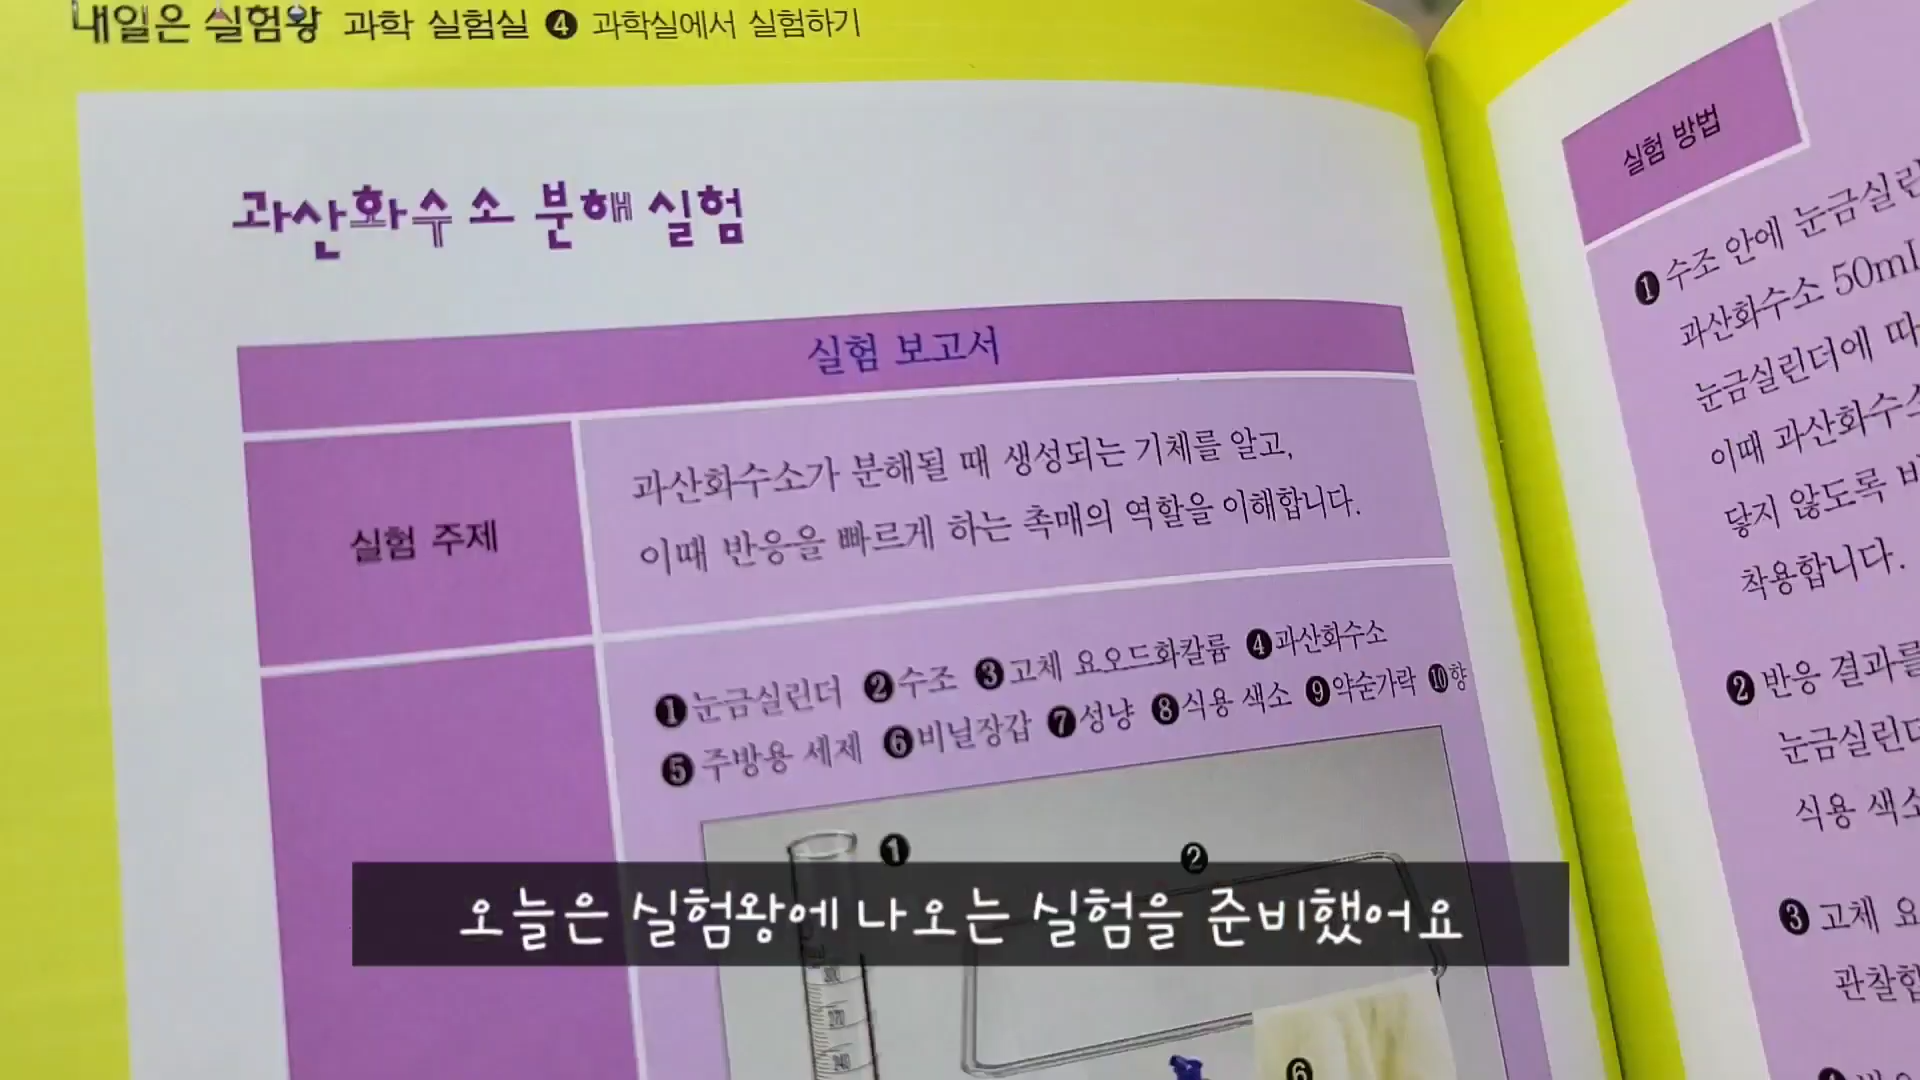 내일은 실험왕 과학 실험실 ❹ 과학실에서 실험하기
과산화수소 분해 실험
실험 보고서
실험 주제
과산화수소가 분해될 때 생성되는 기체를 알고,
이때 반응을 빠르게 하는 촉매의 역할을 이해합니다.
❶눈금실린더 ❷수조 ❸고체 요오드화칼륨 ❹과산화수소
❺주방용 세제 ❻비닐장갑 ❼성냥 ❽식용 색소 ❾약숟가락 ❿향
❶
❷
❻
실험 방법
❶수조 안에 눈금실린
과산화수소 50mL
눈금실린더에 따
이때 과산화수소
닿지 않도록 비
착용합니다.
❷반응 결과를
눈금실린더
식용 색소
❸고체 요
관찰합
오늘은 실험왕에 나오는 실험을 준비했어요